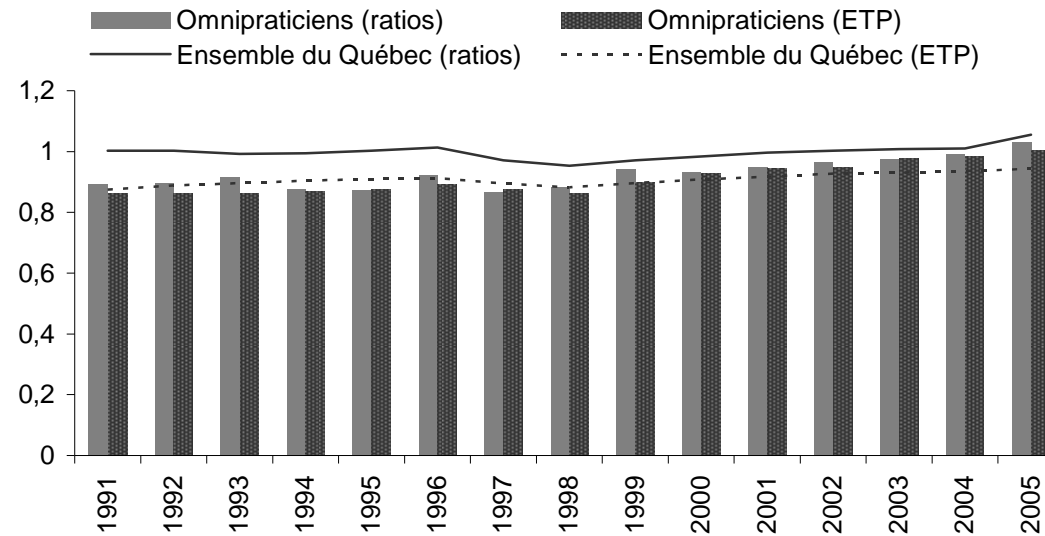 Omnipraticiens (ratios) Omnipraticiens (ETP)
Ensemble du Québec (ratios) Ensemble du Québec (ETP)
1,2
1
0,8
0,6
0,4
0,2
0
1991 1992 1993 1994 1995 1996 1997 1998 1999 2000 2001 2002 2003 2004 2005